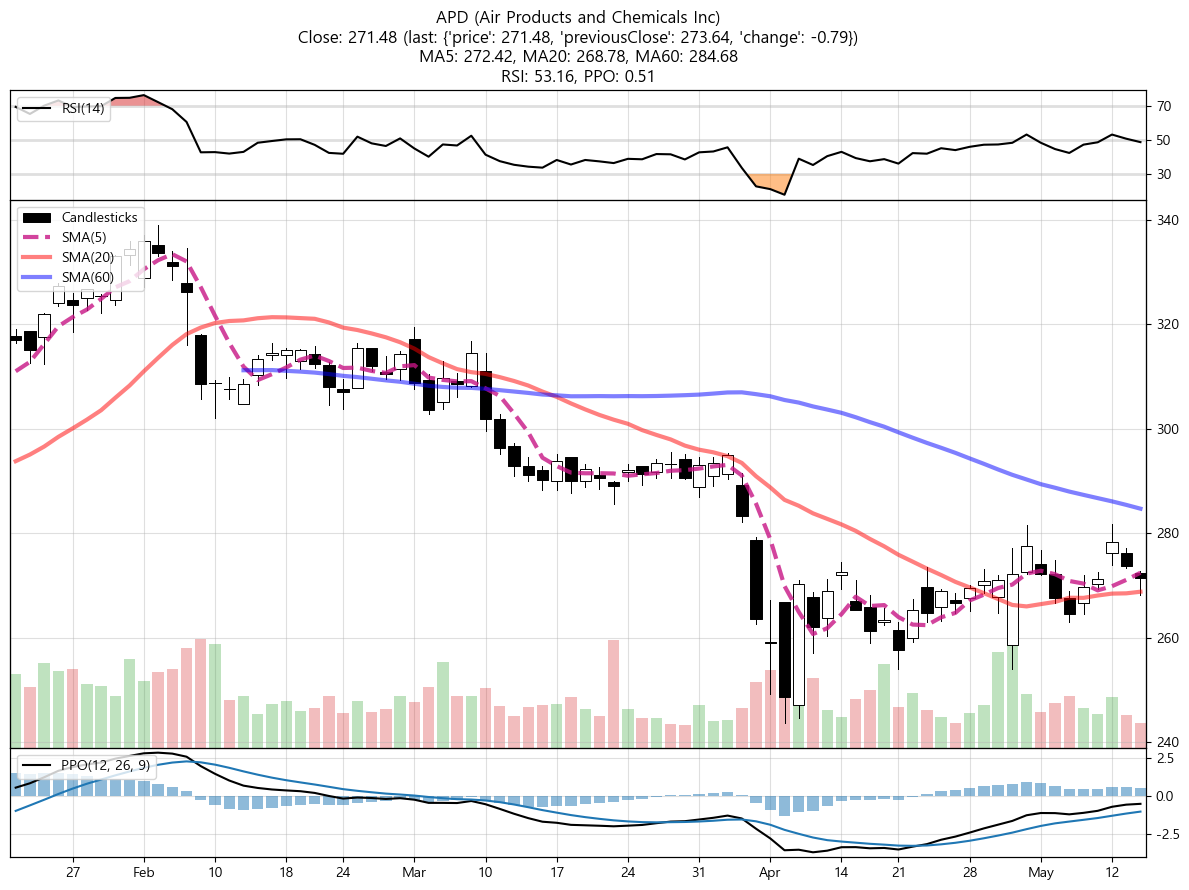 APD (Air Products and Chemicals Inc)
Close: 271.48 (last: {'price': 271.48, 'previousClose': 273.64, 'change': -0.79})
MA5: 272.42, MA20: 268.78, MA60: 284.68
RSI: 53.16, PPO: 0.51
RSI(14)
70
50
30
Candlesticks
SMA(5)
SMA(20)
SMA(60)
340
320
300
280
260
240
PPO(12, 26, 9)
2.5
0.0
-2.5
27 Feb 10 18 24 Mar 10 17 24 31 Apr 14 21 28 May 12